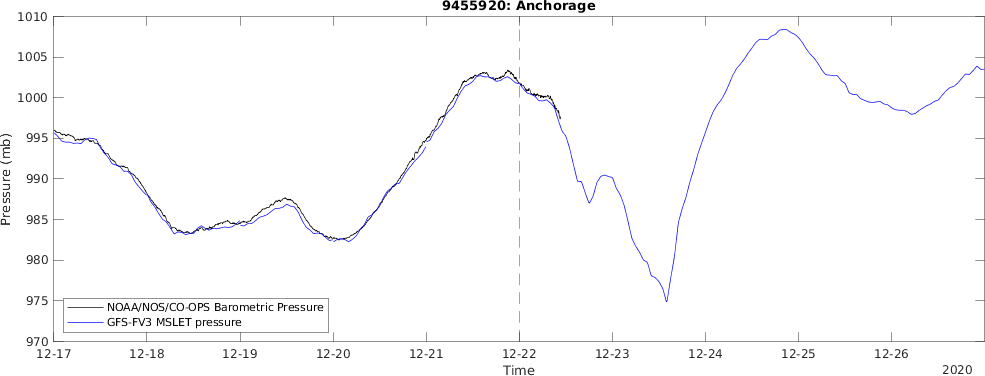 9455920: Anchorage
Pressure (mb)
1010
1005
1000
995
990
985
980
975
970
NOAA/NOS/CO-OPS Barometric Pressure
GFS-FV3 MSLET pressure
12-17 12-18 12-19 12-20 12-21 12-22 12-23 12-24 12-25 12-26
Time
2020